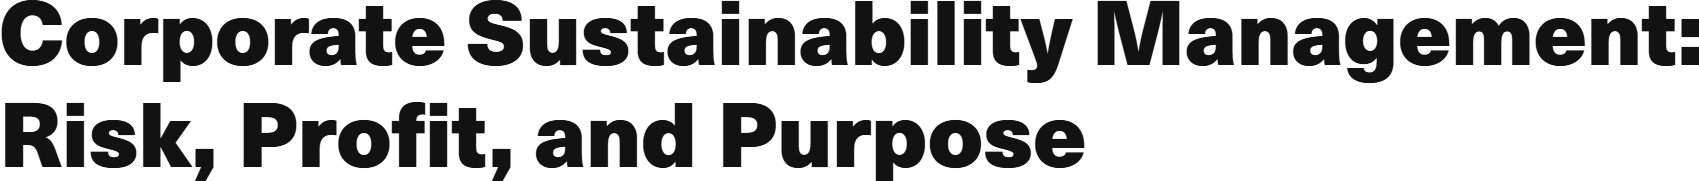 Corporate Sustainability Management:
Risk, Profit, and Purpose